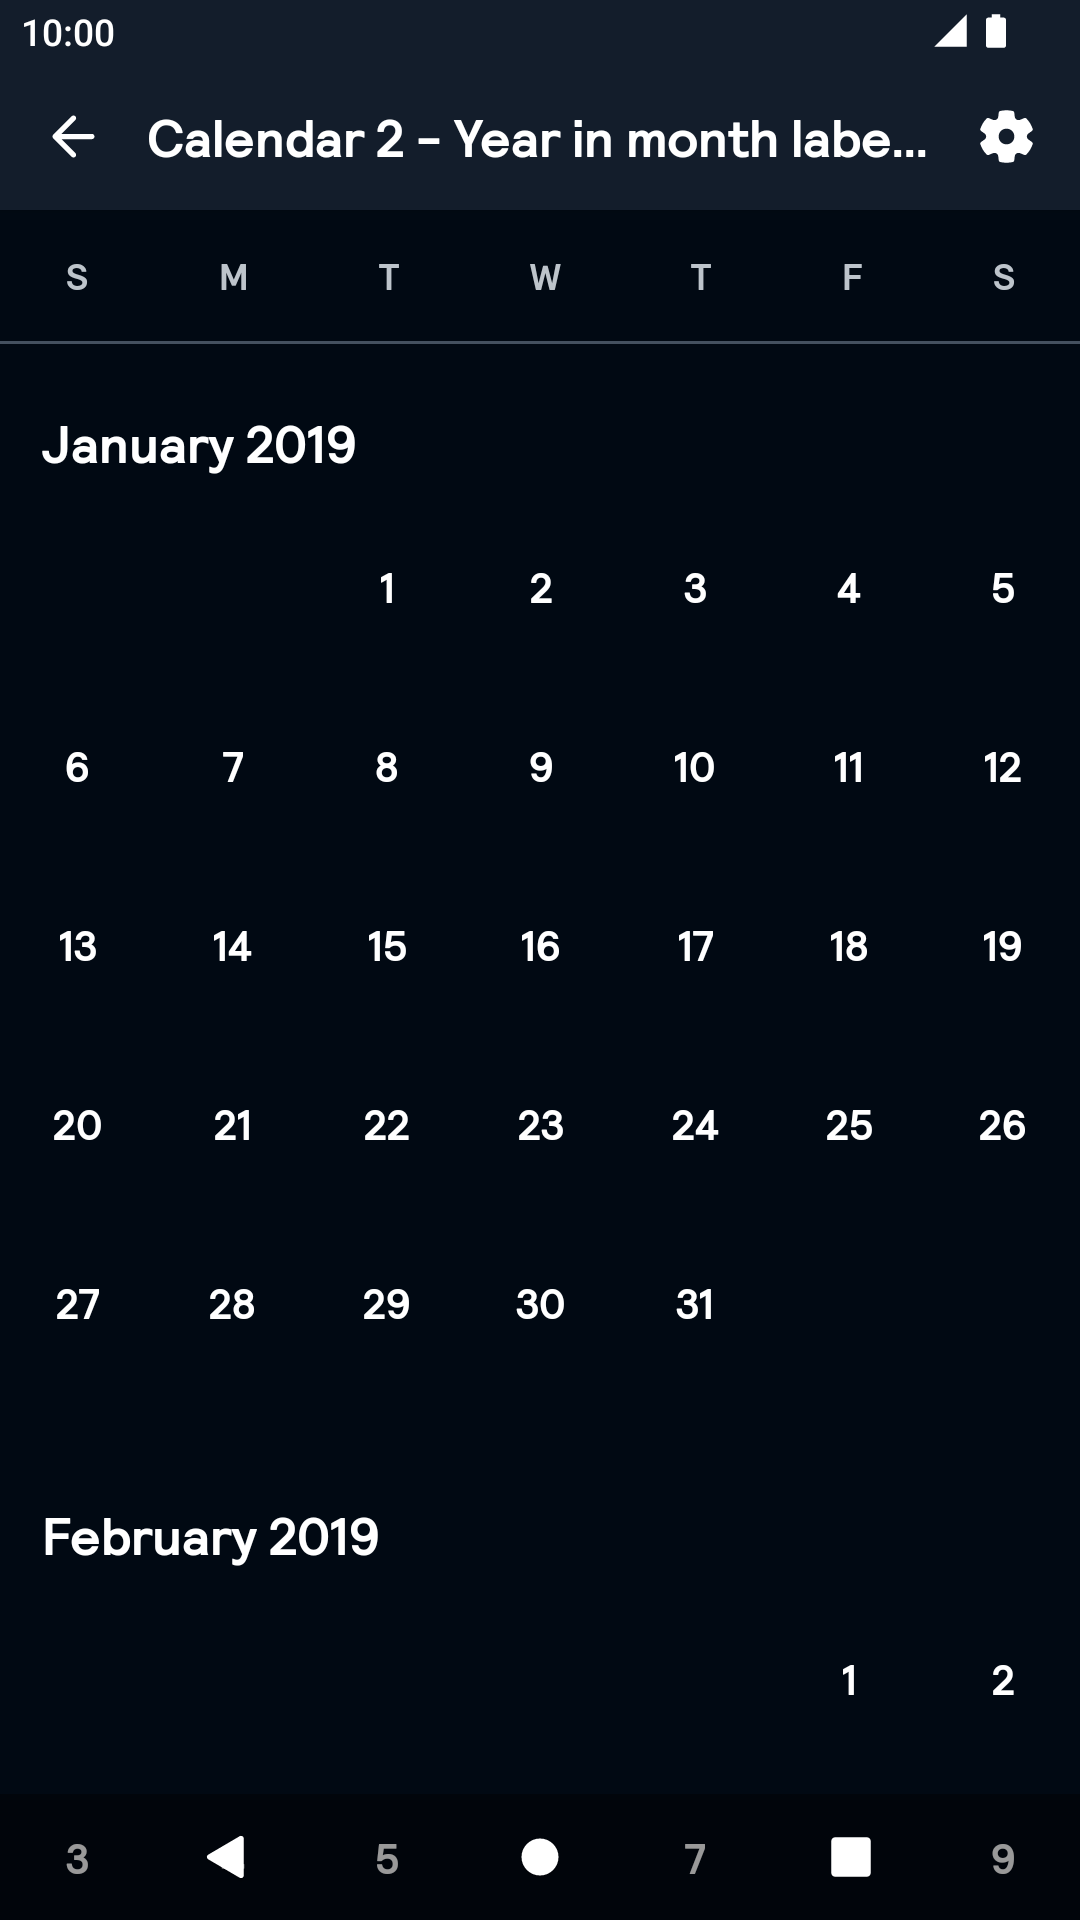 10:00
Calendar 2 - Year in month labe...
S M T W T F S
January 2019
1 2 3 4 5
6 7 8 9 10 11 12
13 14 15 16 17 18 19
20 21 22 23 24 25 26
27 28 29 30 31
February 2019
1 2
3 5 7 9